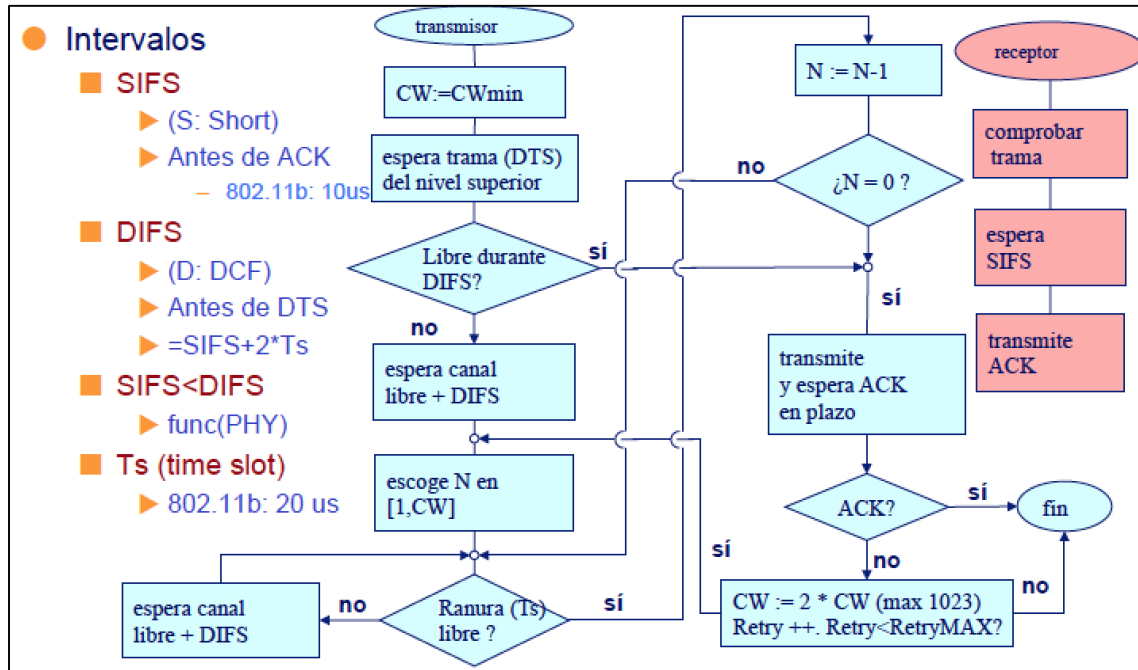 Intervalos
SIFS
(S: Short)
Antes de ACK
– 802.11b: 10us
DIFS
(D: DCF)
Antes de DTS
=SIFS+2*Ts
SIFS<DIFS
func(PHY)
Ts (time slot)
802.11b: 20 us
transmisor
CW:=CWmin
espera trama (DTS)
del nivel superior
Libre durante
DIFS?
sí
no
espera canal
libre + DIFS
escoge N en
[1,CW]
Ranura (Ts)
libre ?
no
sí
espera canal
libre + DIFS
N := N-1
¿N = 0 ?
no
sí
transmite
y espera ACK
en plazo
ACK?
sí
fin
no
CW := 2 * CW (max 1023)
Retry ++. Retry<RetryMAX?
sí
no
receptor
comprobar
trama
espera
SIFS
transmite
ACK